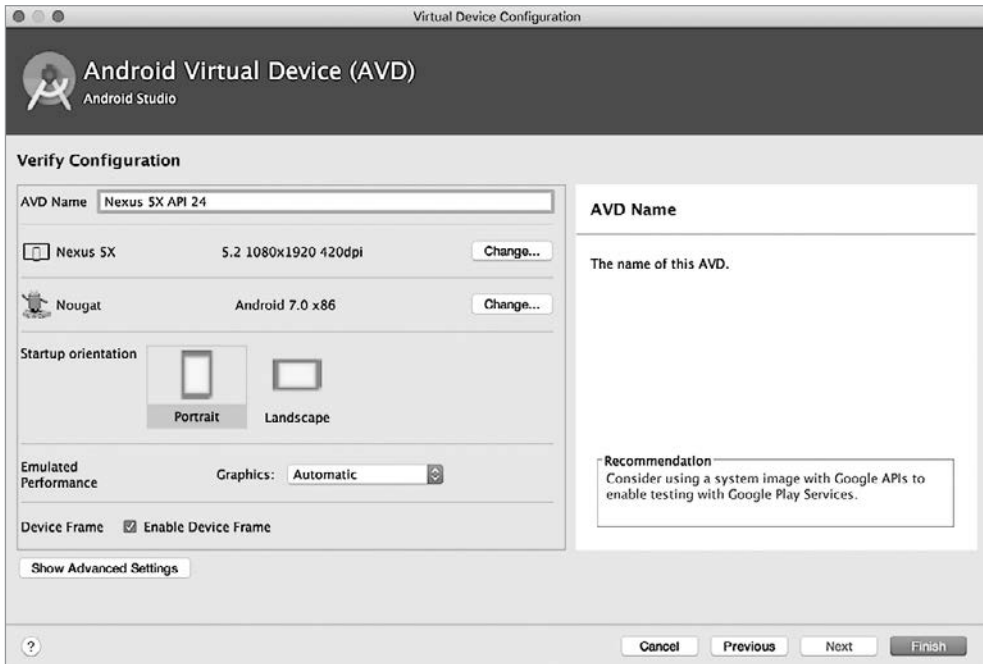 Virtual Device Configuration
Android Virtual Device (AVD)
Android Studio
Verify Configuration
AVD Name Nexus 5X API 24
Nexus 5X 5.2 1080x1920 420dpi Change...
Nougat Android 7.0 x86 Change...
Startup orientation
Portrait Landscape
Emulated
Performance
Graphics: Automatic
Device Frame Enable Device Frame
Show Advanced Settings
AVD Name
The name of this AVD.
Recommendation
Consider using a system image with Google APIs to
enable testing with Google Play Services.
? Cancel Previous Next Finish